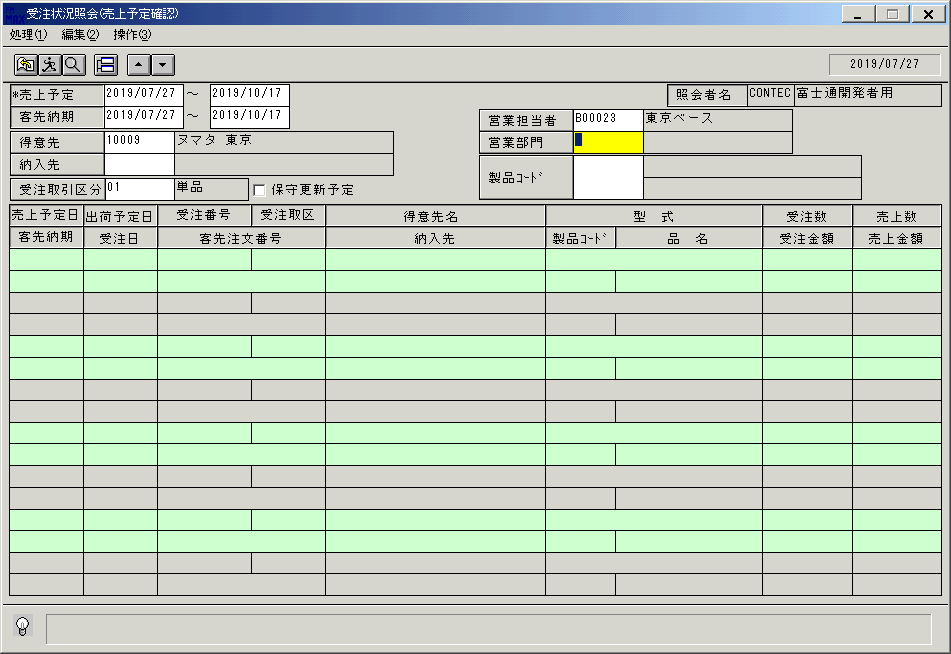 受注状況照会(売上予定確認)
処理(1) 編集(2) 操作(3)
2019/07/27
*売上予定 2019/07/27 ～ 2019/10/17 照会者名 CONTEC 富士通開発者用
客先納期 2019/07/27 ～ 2019/10/17 営業担当者 B00023 東京ベース
得意先 10009 ヌマタ 東京 営業部門
納入先
製品ｺｰﾄﾞ
受注取引区分 01 単品 保守更新予定
売上予定日 出荷予定日 受注番号 受注取区 得意先名 型 式 受注数 売上数
客先納期 受注日 客先注文番号 納入先 製品ｺｰﾄﾞ 品 名 受注金額 売上金額